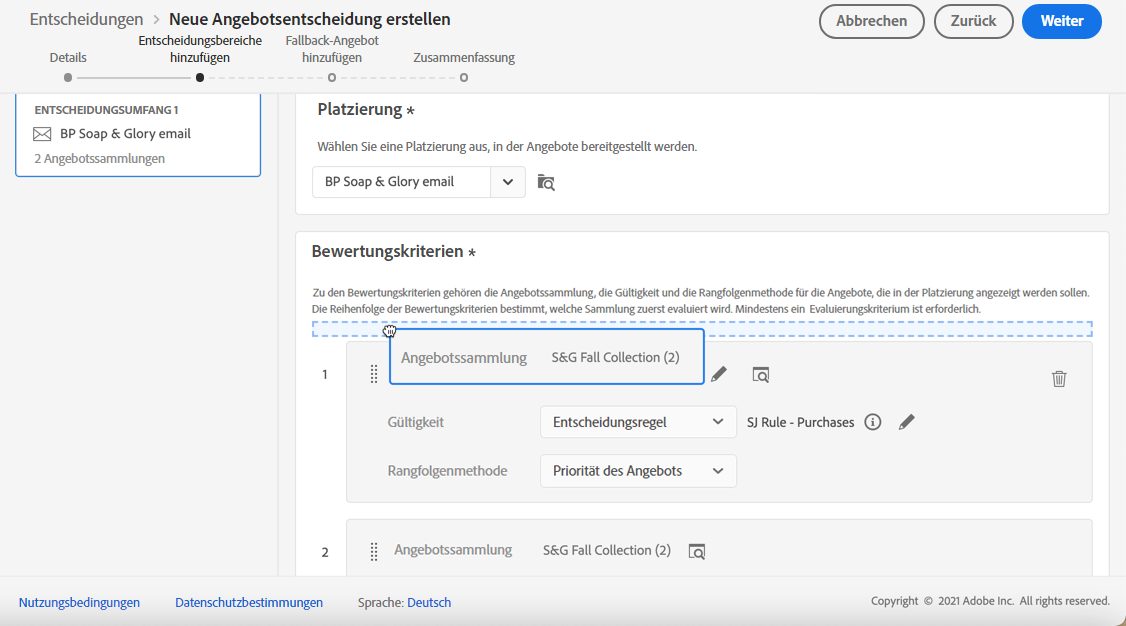 Entscheidungen > Neue Angebotsentscheidung erstellen
Abbrechen
Zurück
Weiter
Details
Entscheidungsbereiche
hinzufügen
Fallback-Angebot
hinzufügen
Zusammenfassung
ENTSCHEIDUNGSUMFANG 1
BP Soap & Glory email
2 Angebotssammlungen
Platzierung *
Wählen Sie eine Platzierung aus, in der Angebote bereitgestellt werden.
BP Soap & Glory email
Bewertungskriterien *
Zu den Bewertungskriterien gehören die Angebotssammlung, die Gültigkeit und die Rangfolgenmethode für die Angebote, die in der Platzierung angezeigt werden sollen.
Die Reihenfolge der Bewertungskriterien bestimmt, welche Sammlung zuerst evaluiert wird. Mindestens ein Evaluierungskriterium ist erforderlich.
1
Angebotssammlung S&G Fall Collection (2)
Gültigkeit Entscheidungsregel SJ Rule - Purchases
Rangfolgenmethode Priorität des Angebots
2 Angebotssammlung S&G Fall Collection (2)
Nutzungsbedingungen Datenschutzbestimmungen Sprache: Deutsch
Copyright © 2021 Adobe Inc. All rights reserved.